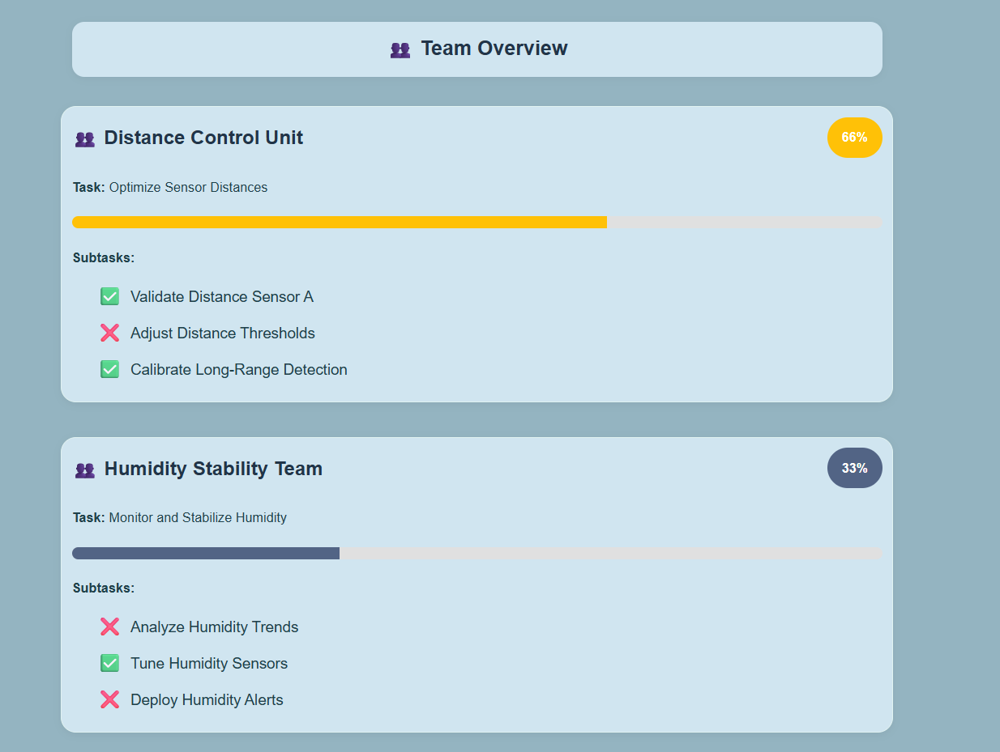 Team Overview
Distance Control Unit
66%
Task: Optimize Sensor Distances
Subtasks:
Validate Distance Sensor A
Adjust Distance Thresholds
Calibrate Long-Range Detection
Humidity Stability Team
33%
Task: Monitor and Stabilize Humidity
Subtasks:
Analyze Humidity Trends
Tune Humidity Sensors
Deploy Humidity Alerts